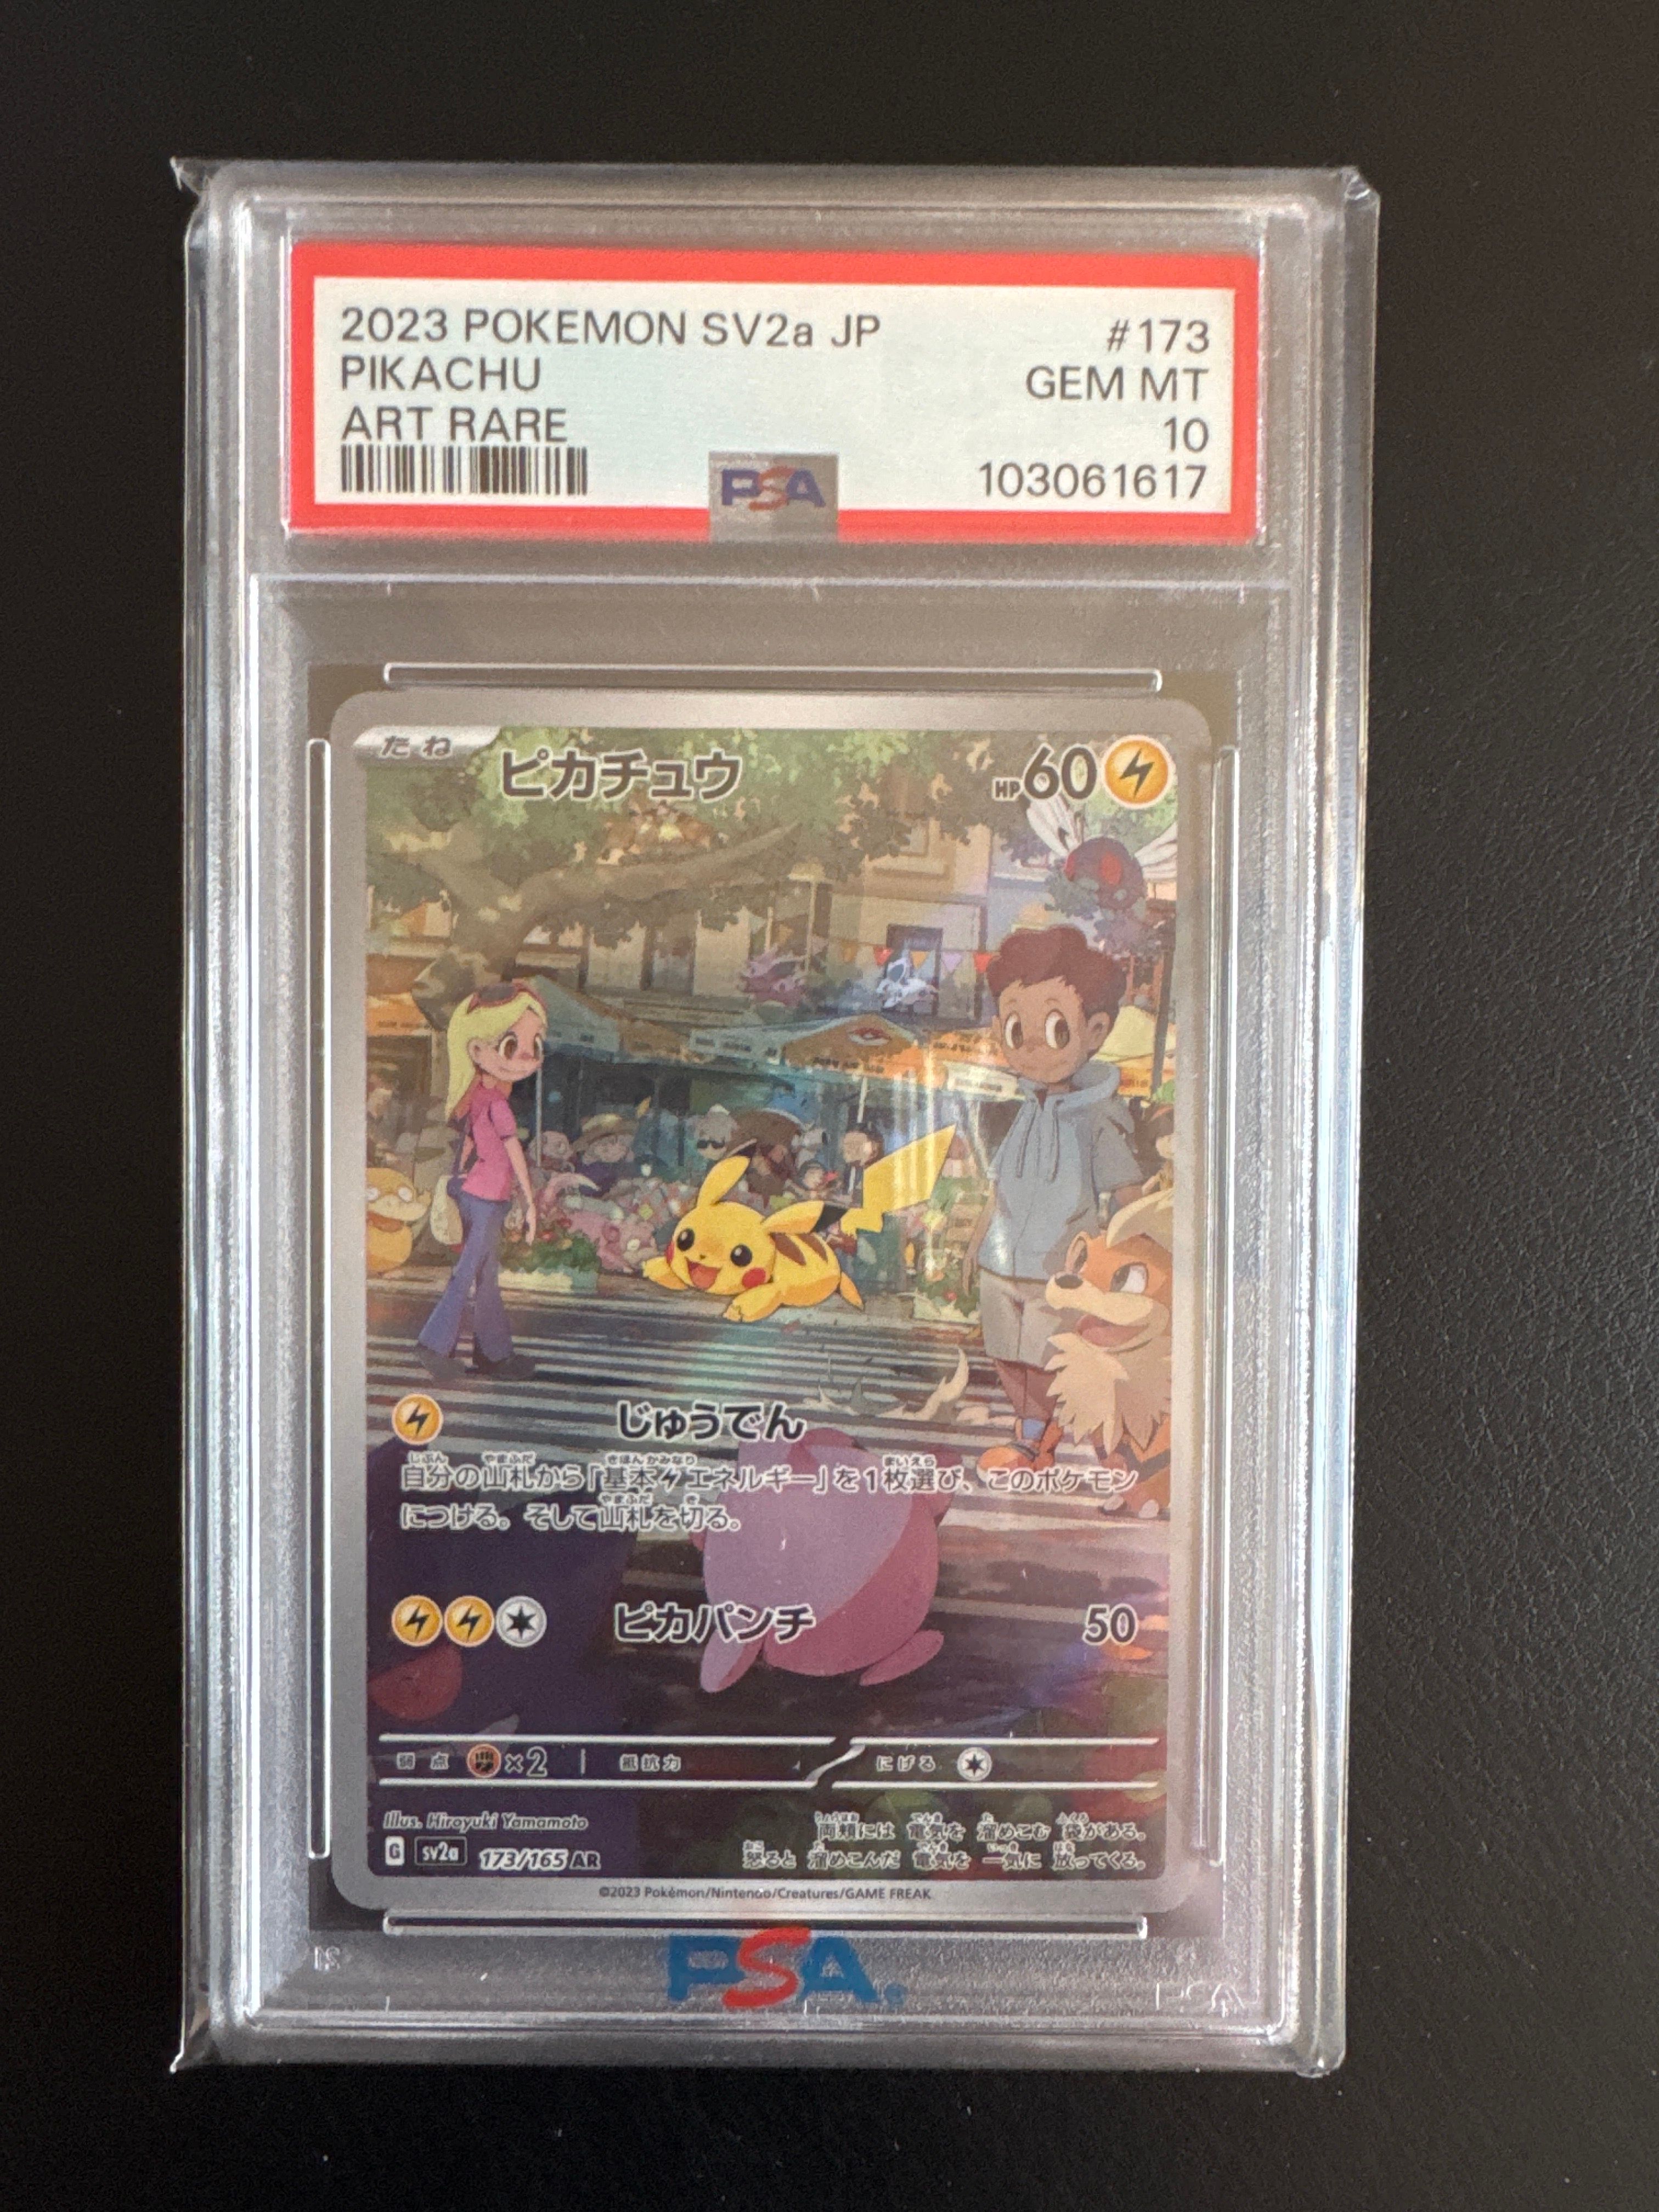 2023 POKEMON SV2a JP #173
PIKACHU GEM MT
ART RARE 10
103061617
PSA
たね ピカチュウ HP60
じゅうでん
自分の山札から「基本エネルギー」を1枚選び、このポケモン
につける。そして山札を切る。
ピカパンチ 50
弱点 ×2 抵抗力 にげる
Illus. Hiroyuki Yamamoto
両頬には 電気を 溜めこむ 袋がある。
怒ると 溜めこんだ 電気を 一気に 放ってくる。
G sv2a 173/165 AR
©2023 Pokémon/Nintendo/Creatures/GAME FREAK
PSA
PSA